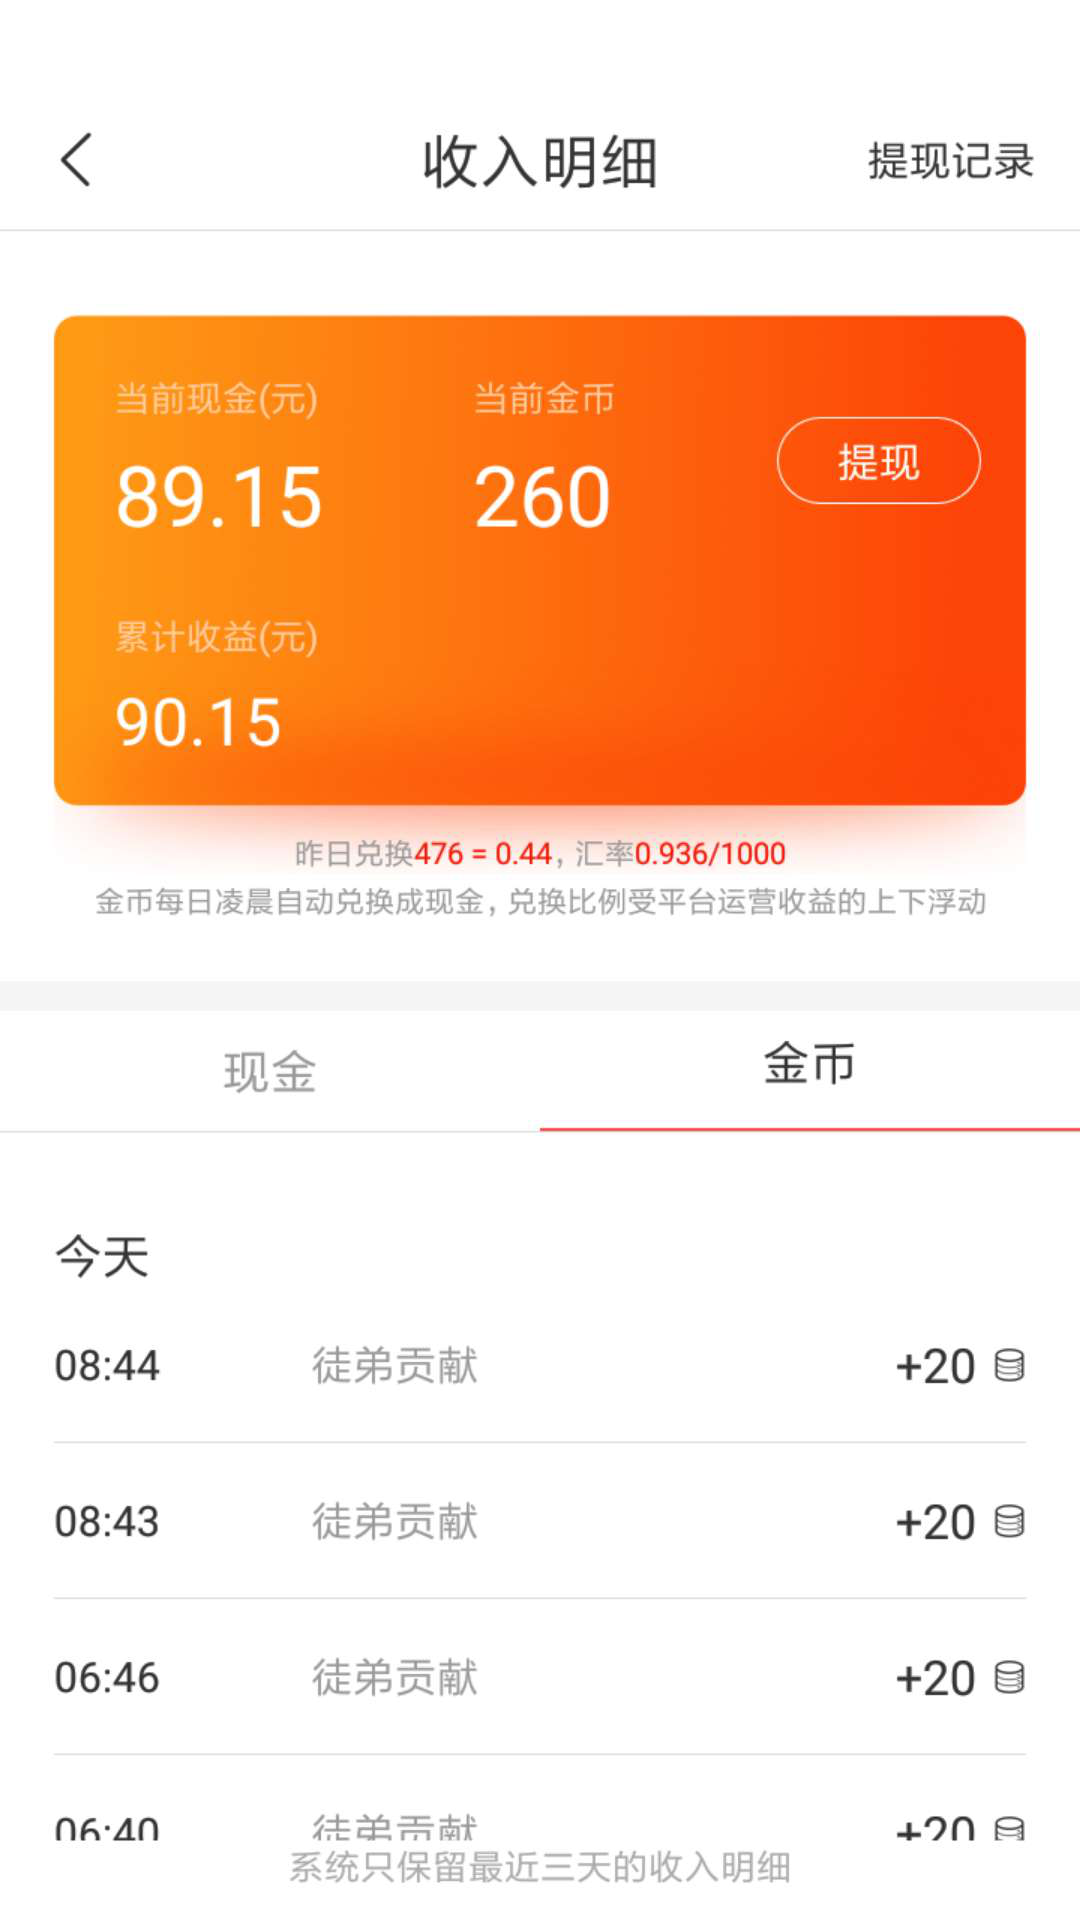 收入明细 提现记录
当前现金(元) 当前金币
89.15 260 提现
累计收益(元)
90.15
昨日兑换476 = 0.44, 汇率0.936/1000
金币每日凌晨自动兑换成现金, 兑换比例受平台运营收益的上下浮动
现金 金币
今天
08:44 徒弟贡献 +20
08:43 徒弟贡献 +20
06:46 徒弟贡献 +20
06:40 徒弟贡献 +20
系统只保留最近三天的收入明细